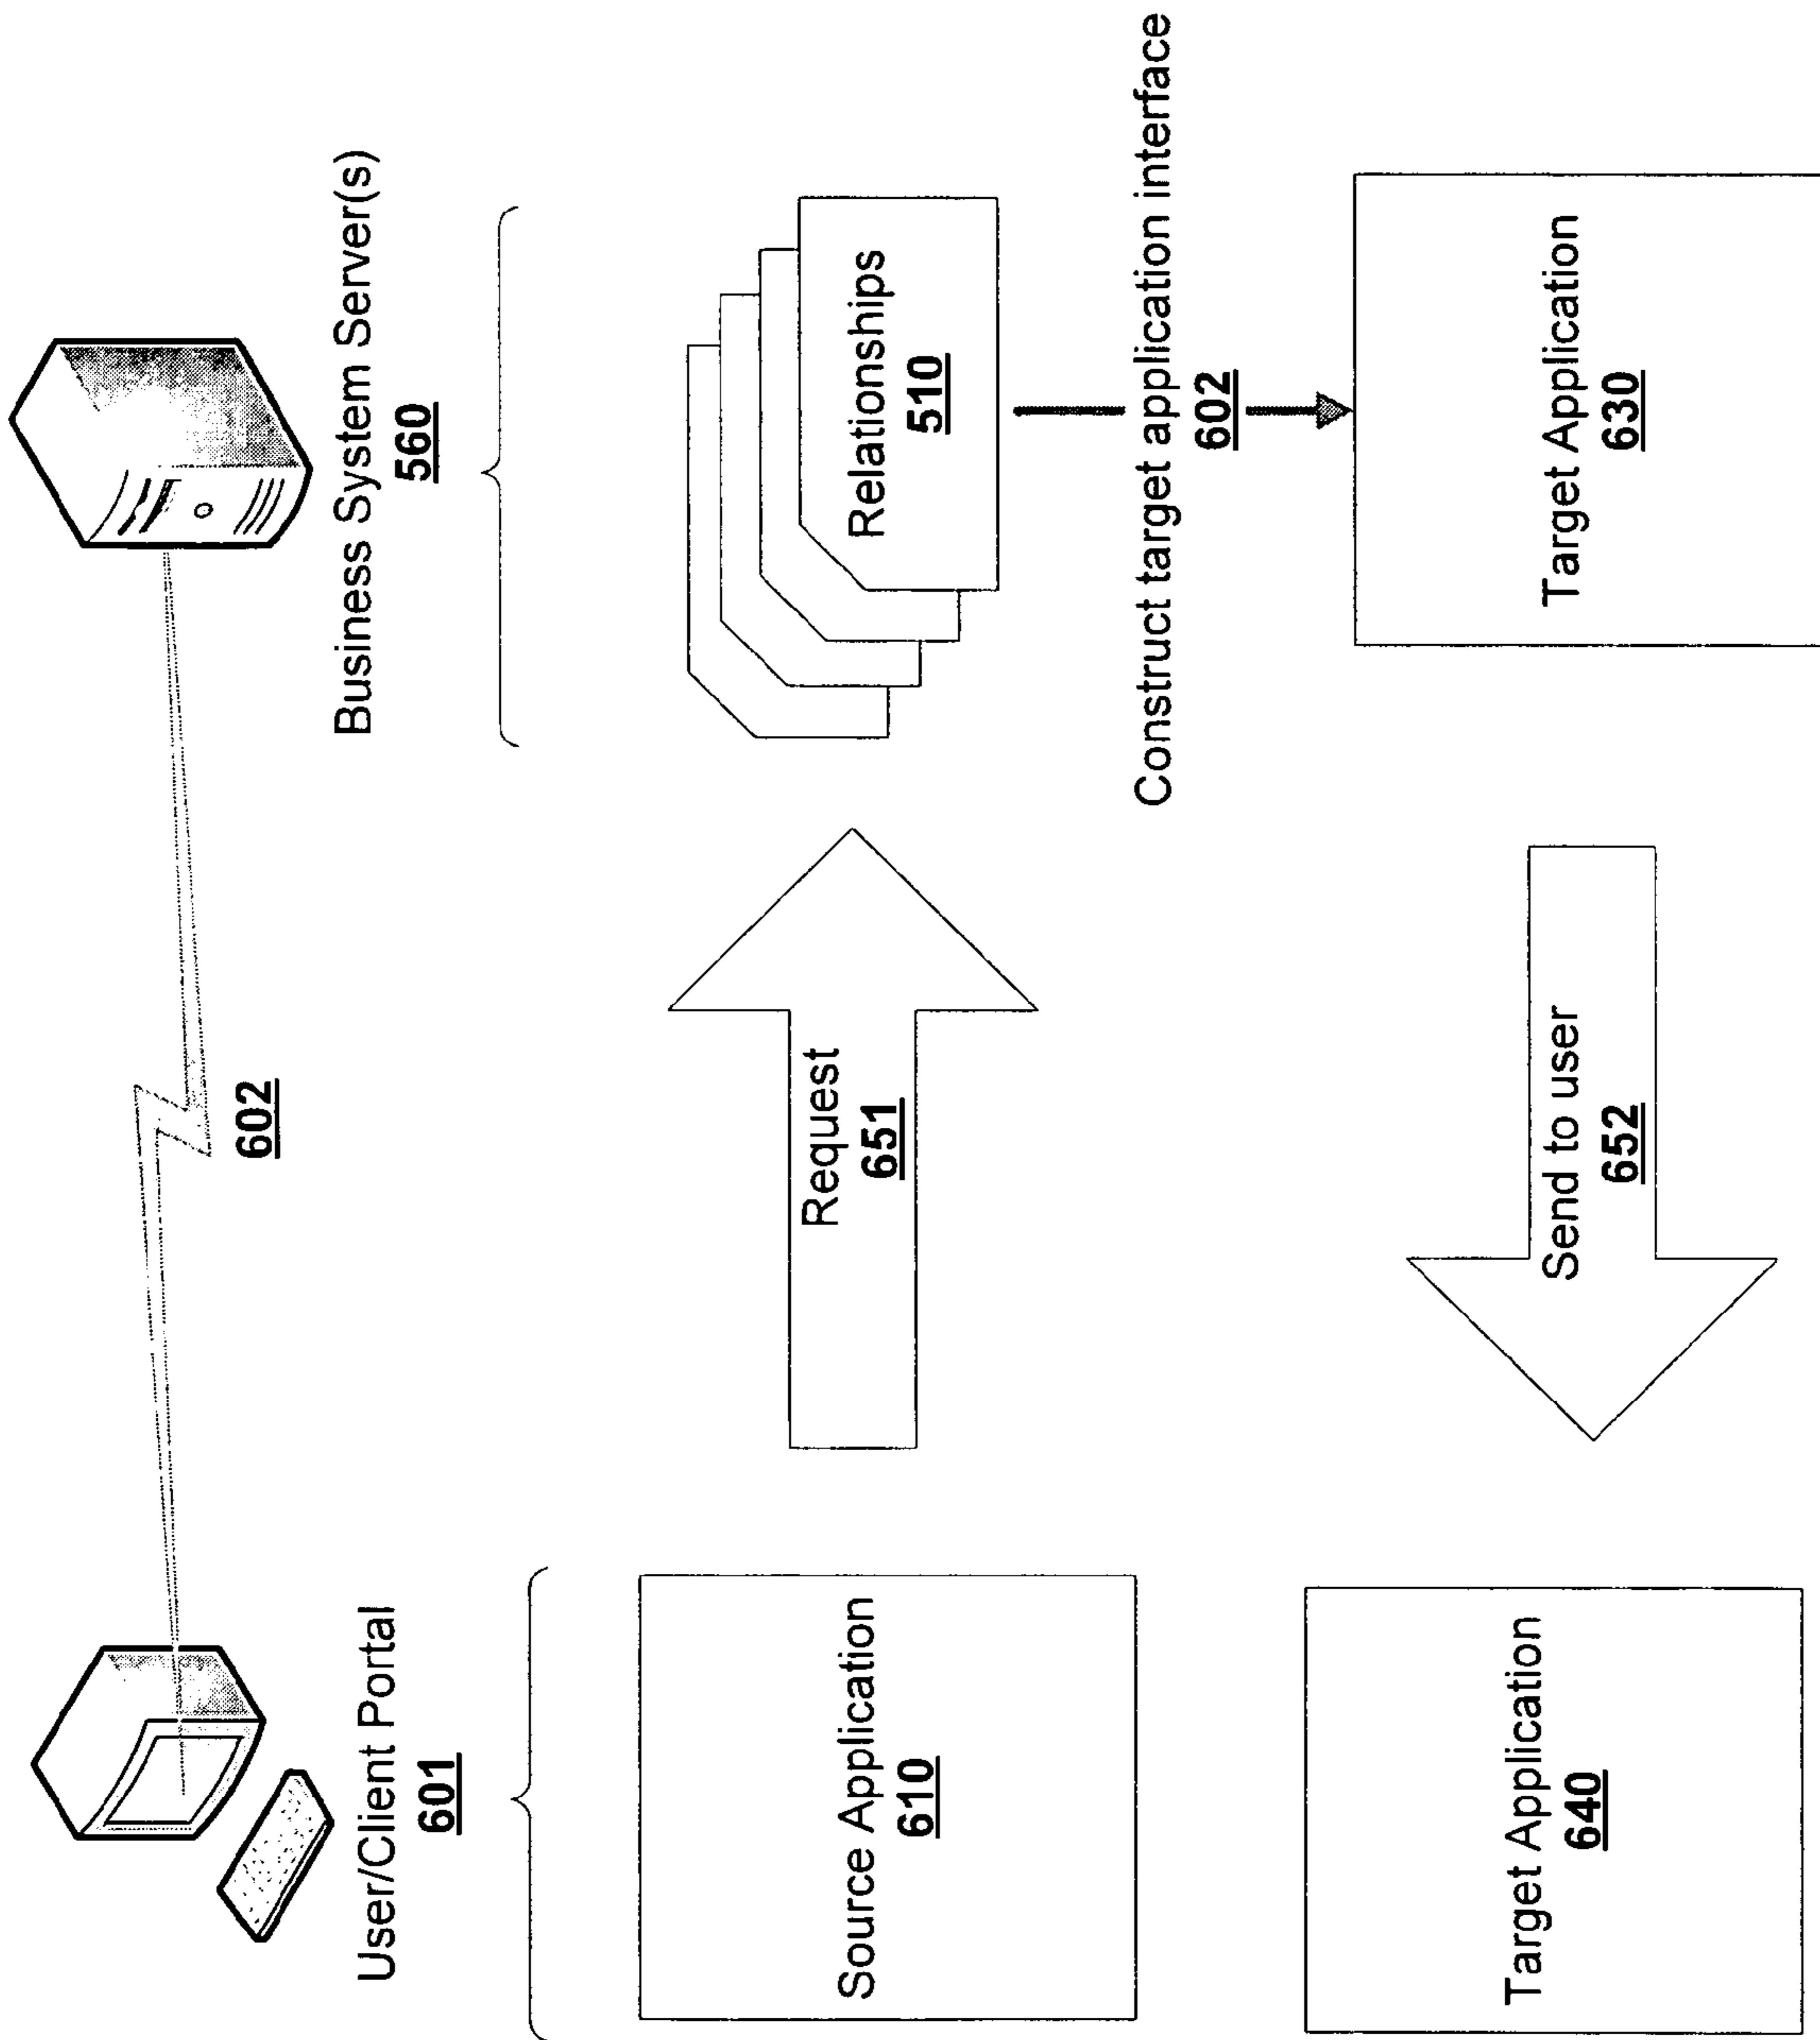 User/Client Portal
601
602
Business System Server(s)
560
Source Application
610
Request
651
Relationships
510
Construct target application interface
602
Target Application
640
Send to user
652
Target Application
630